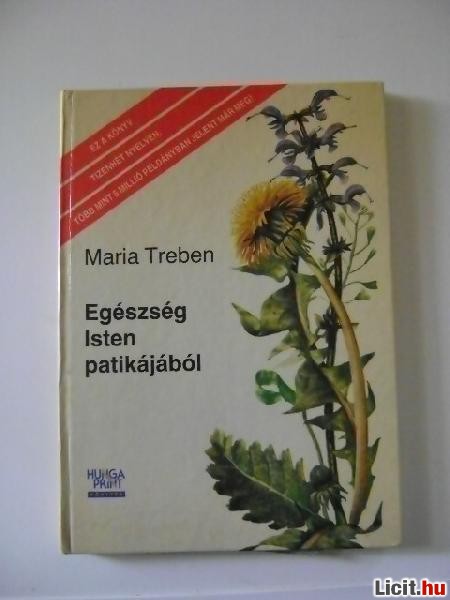 EZ A KÖNYV
TIZENHÉT NYELVEN,
TÖBB MINT 5 MILLIÓ PÉLDÁNYBAN JELENT MÁR MEG!
Maria Treben
Egészség
Isten
patikájából
HUNGA
PRINT
KÖNYVEK
Licit.hu